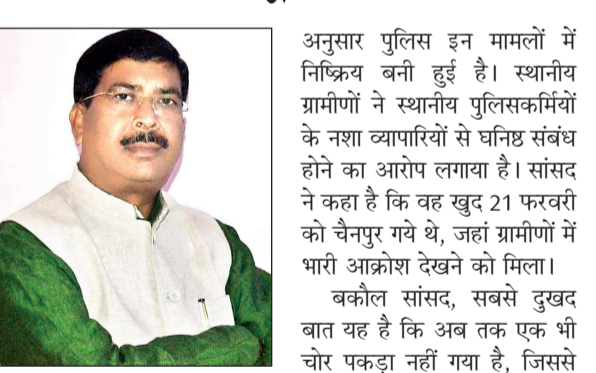 अनुसार पुलिस इन मामलों में
निष्क्रिय बनी हुई है। स्थानीय
ग्रामीणों ने स्थानीय पुलिसकर्मियों
के नशा व्यापारियों से घनिष्ठ संबंध
होने का आरोप लगाया है। सांसद
ने कहा है कि वह खुद 21 फरवरी
को चैनपुर गये थे, जहां ग्रामीणों में
भारी आक्रोश देखने को मिला।
बकौल सांसद, सबसे दुखद
बात यह है कि अब तक एक भी
चोर पकड़ा नहीं गया है, जिससे